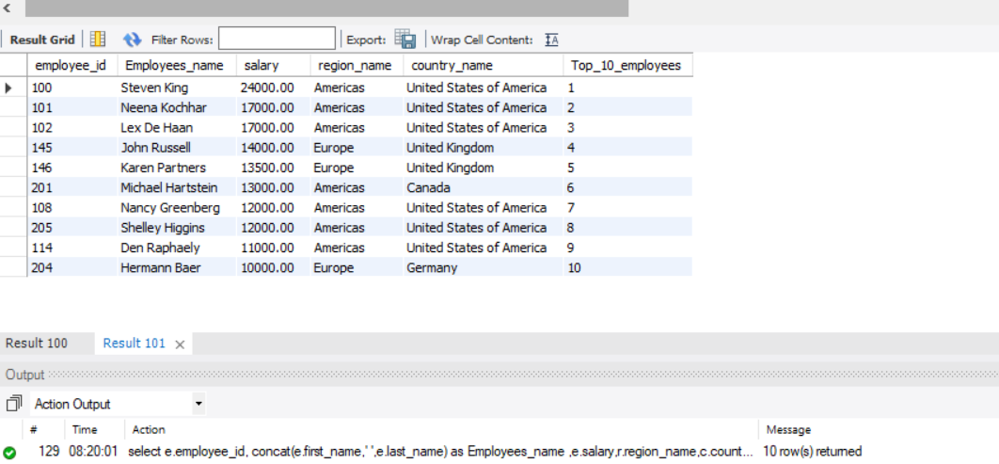 Result Grid Filter Rows: Export: Wrap Cell Content: IA
employee_id Employees_name salary region_name country_name Top_10_employees
100 Steven King 24000.00 Americas United States of America 1
101 Neena Kochhar 17000.00 Americas United States of America 2
102 Lex De Haan 17000.00 Americas United States of America 3
145 John Russell 14000.00 Europe United Kingdom 4
146 Karen Partners 13500.00 Europe United Kingdom 5
201 Michael Hartstein 13000.00 Americas Canada 6
108 Nancy Greenberg 12000.00 Americas United States of America 7
205 Shelley Higgins 12000.00 Americas United States of America 8
114 Den Raphaely 11000.00 Americas United States of America 9
204 Hermann Baer 10000.00 Europe Germany 10
Result 100 Result 101
Output
Action Output
# Time Action Message
129 08:20:01 select e.employee_id, concat(e.first_name,' ',e.last_name) as Employees_name ,e.salary,r.region_name,c.count... 10 row(s) returned